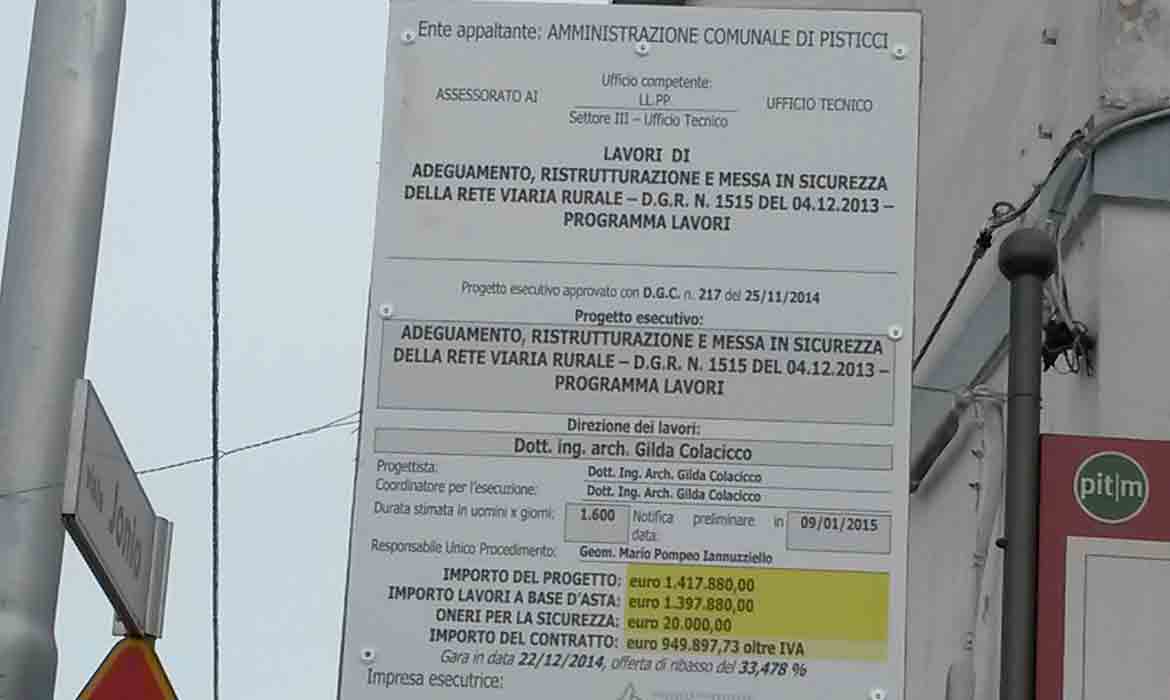 Ente appaltante: AMMINISTRAZIONE COMUNALE DI PISTICCI
Ufficio competente:
ASSESSORATO AI LL.PP. UFFICIO TECNICO
Settore III – Ufficio Tecnico
LAVORI DI
ADEGUAMENTO, RISTRUTTURAZIONE E MESSA IN SICUREZZA
DELLA RETE VIARIA RURALE – D.G.R. N. 1515 DEL 04.12.2013 –
PROGRAMMA LAVORI
Progetto esecutivo approvato con D.G.C. n. 217 del 25/11/2014
Progetto esecutivo:
ADEGUAMENTO, RISTRUTTURAZIONE E MESSA IN SICUREZZA
DELLA RETE VIARIA RURALE – D.G.R. N. 1515 DEL 04.12.2013 –
PROGRAMMA LAVORI
Direzione dei lavori:
Dott. ing. arch. Gilda Colacicco
Progettista: Dott. Ing. Arch. Gilda Colacicco
Coordinatore per l'esecuzione: Dott. Ing. Arch. Gilda Colacicco
Durata stimata in uomini x giorni: 1.600 Notifica preliminare in data: 09/01/2015
Responsabile Unico Procedimento: Geom. Mario Pompeo Iannuzziello
IMPORTO DEL PROGETTO: euro 1.417.880,00
IMPORTO LAVORI A BASE D'ASTA: euro 1.397.880,00
ONERI PER LA SICUREZZA: euro 20.000,00
IMPORTO DEL CONTRATTO: euro 949.897,73 oltre IVA
Gara in data 22/12/2014, offerta di ribasso del 33,478 %
Impresa esecutrice:
Jonio
pit|m